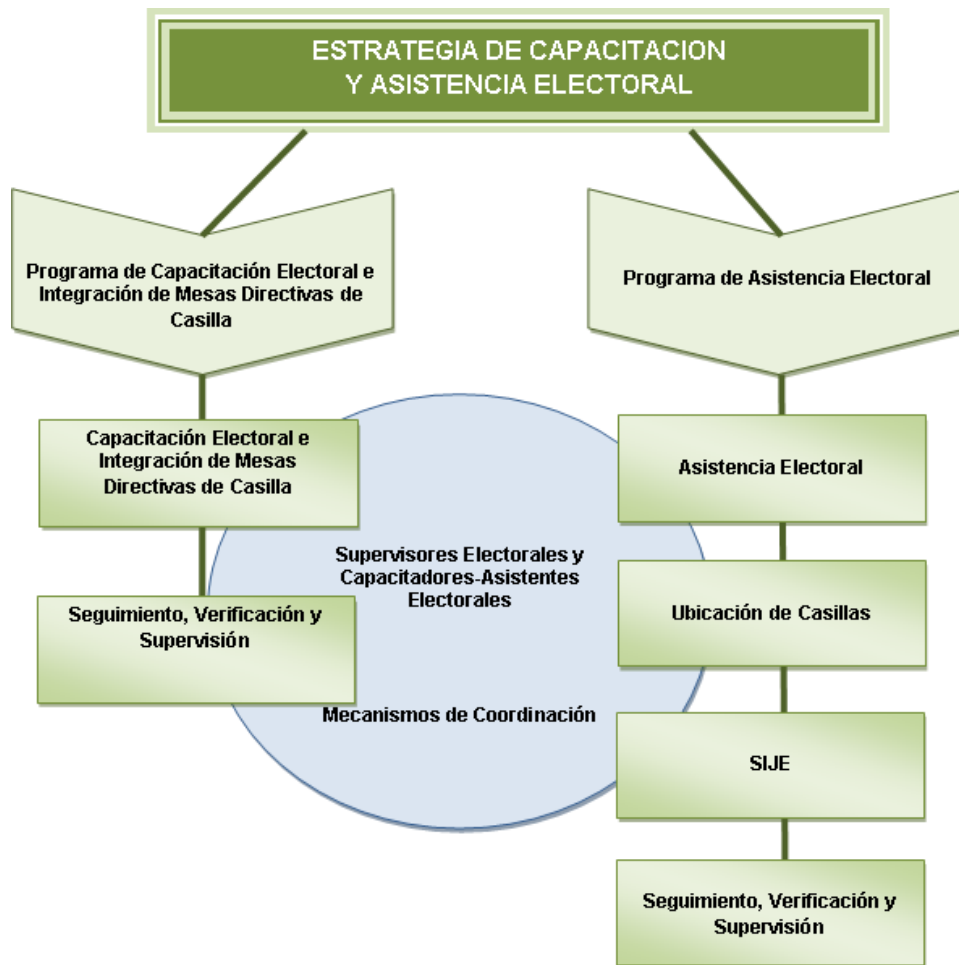 ESTRATEGIA DE CAPACITACION
Y ASISTENCIA ELECTORAL
Programa de Capacitación Electoral e
Integración de Mesas Directivas de
Casilla
Programa de Asistencia Electoral
Capacitación Electoral e
Integración de Mesas
Directivas de Casilla
Asistencia Electoral
Supervisores Electorales y
Capacitadores-Asistentes
Electorales
Seguimiento, Verificación y
Supervisión
Ubicación de Casillas
Mecanismos de Coordinación
SIJE
Seguimiento, Verificación y
Supervisión